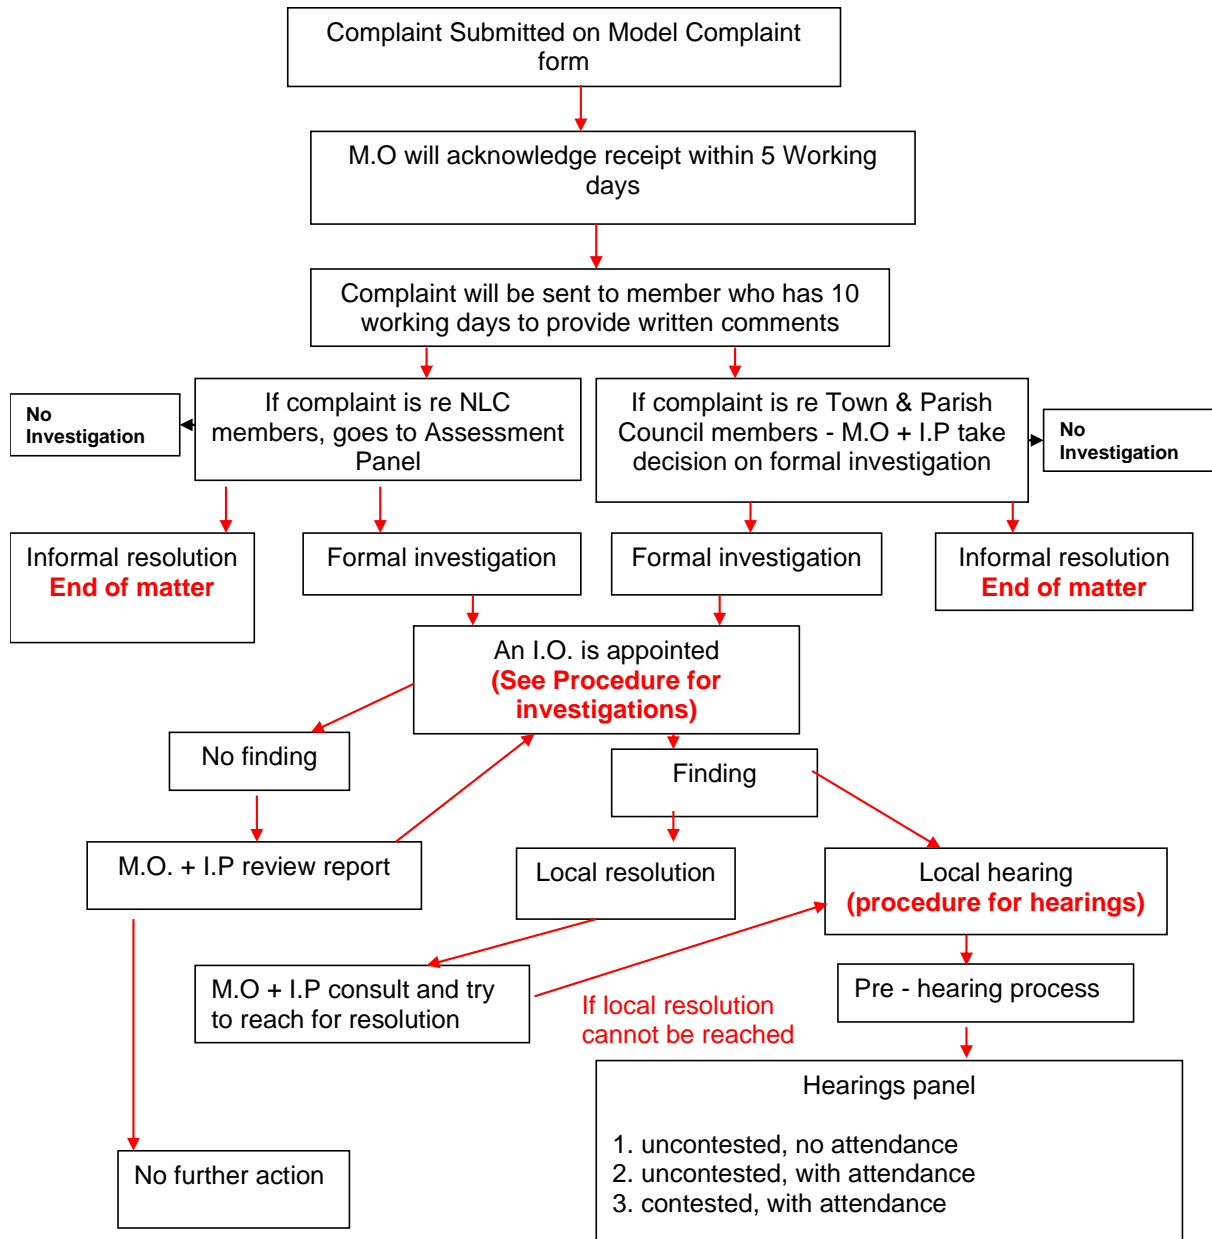 Complaint Submitted on Model Complaint
form
M.O will acknowledge receipt within 5 Working
days
Complaint will be sent to member who has 10
working days to provide written comments
No
Investigation
If complaint is re NLC
members, goes to Assessment
Panel
If complaint is re Town & Parish
Council members - M.O + I.P take
decision on formal investigation
No
Investigation
Informal resolution
End of matter
Formal investigation
Formal investigation
Informal resolution
End of matter
An I.O. is appointed
(See Procedure for
investigations)
No finding
Finding
M.O. + I.P review report
Local resolution
Local hearing
(procedure for hearings)
M.O + I.P consult and try
to reach for resolution
If local resolution
cannot be reached
Pre - hearing process
Hearings panel
1. uncontested, no attendance
2. uncontested, with attendance
3. contested, with attendance
No further action